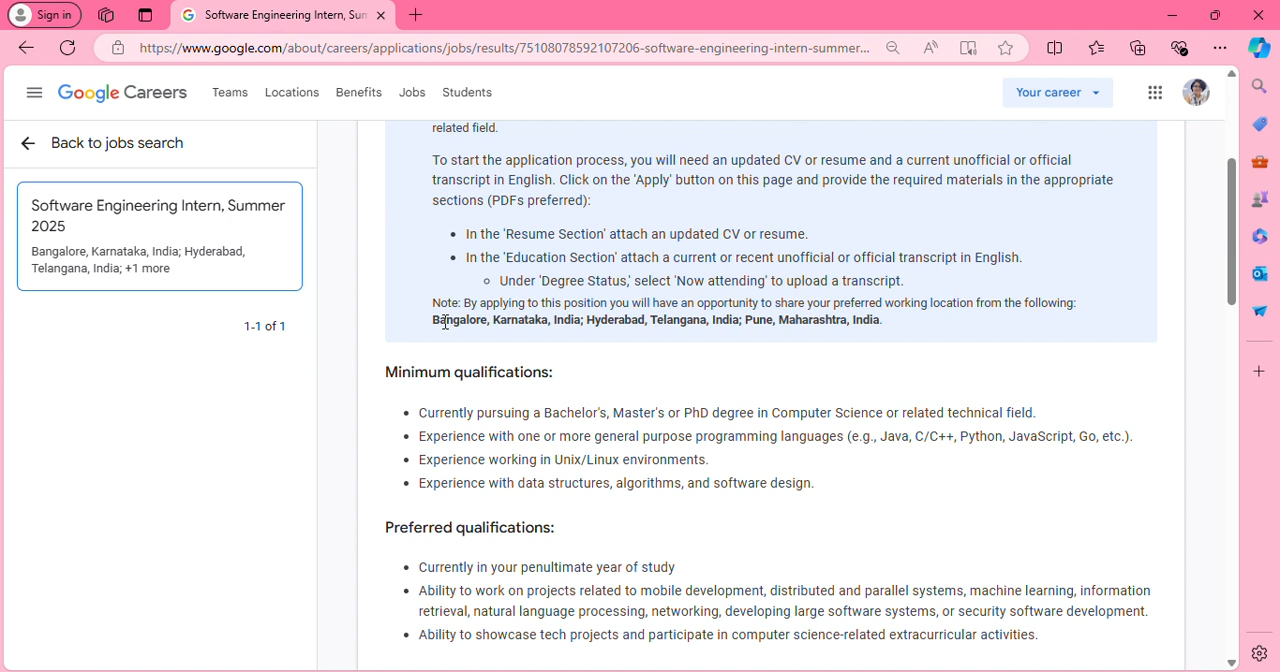 Sign in
Software Engineering Intern, Sum
https://www.google.com/about/careers/applications/jobs/results/75108078592107206-software-engineering-intern-summer...
Google Careers
Teams
Locations
Benefits
Jobs
Students
Your career
Back to jobs search
Software Engineering Intern, Summer
2025
Bangalore, Karnataka, India; Hyderabad,
Telangana, India; +1 more
1-1 of 1
related field.
To start the application process, you will need an updated CV or resume and a current unofficial or official
transcript in English. Click on the 'Apply' button on this page and provide the required materials in the appropriate
sections (PDFs preferred):
• In the 'Resume Section' attach an updated CV or resume.
• In the 'Education Section' attach a current or recent unofficial or official transcript in English.
○ Under 'Degree Status,' select 'Now attending' to upload a transcript.
Note: By applying to this position you will have an opportunity to share your preferred working location from the following:
Bangalore, Karnataka, India; Hyderabad, Telangana, India; Pune, Maharashtra, India.
Minimum qualifications:
• Currently pursuing a Bachelor's, Master's or PhD degree in Computer Science or related technical field.
• Experience with one or more general purpose programming languages (e.g., Java, C/C++, Python, JavaScript, Go, etc.).
• Experience working in Unix/Linux environments.
• Experience with data structures, algorithms, and software design.
Preferred qualifications:
• Currently in your penultimate year of study
• Ability to work on projects related to mobile development, distributed and parallel systems, machine learning, information
retrieval, natural language processing, networking, developing large software systems, or security software development.
• Ability to showcase tech projects and participate in computer science-related extracurricular activities.